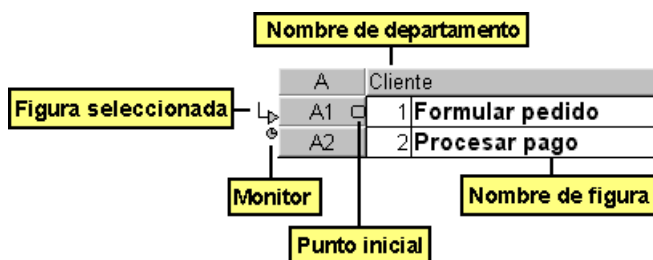 Nombre de departamento
A Cliente
Figura seleccionada A1 1 Formular pedido
A2 2 Procesar pago
Monitor Nombre de figura
Punto inicial